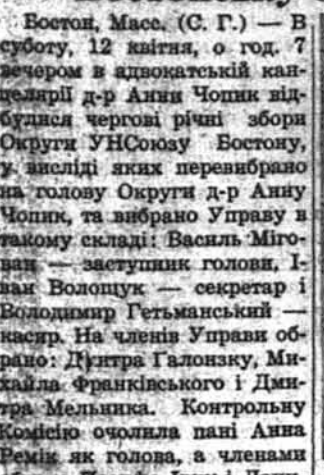 Бостон, Масс. (С. Г.) — В
суботу, 12 квітня, о год. 7
вечером в адвокатській кан-
целярії д-р Анни Чопик від-
булися чергові річні збори
Округи УНСоюзу Бостону,
у висліді яких перевибрано
на голову Округи д-р Анну
Чопик, та вибрано Управу в
такому складі: Василь Міго-
ван — заступник голови, І-
ван Волощук — секретар і
Володимир Гетьманський —
касир. На членів Управи об-
рано: Дмитра Галонзку, Ми-
хайла Франківського і Дми-
тра Мельника. Контрольну
Комісію очолила пані Анна
Ремік як голова, а членами